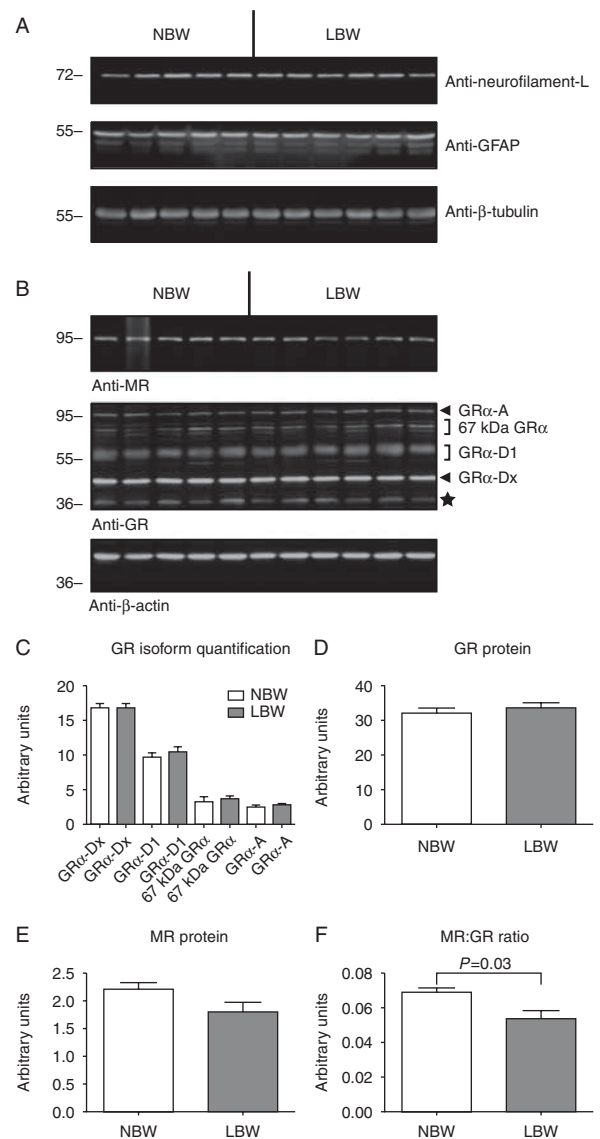 A
NBW LBW
72–
Anti-neurofilament-L
55–
Anti-GFAP
55–
Anti-β-tubulin
B
NBW LBW
95–
Anti-MR
95–
55–
36–
GRα-A
67 kDa GRα
GRα-D1
GRα-Dx
Anti-GR
36–
Anti-β-actin
C GR isoform quantification
Arbitrary units
20
15
10
5
0
NBW
LBW
GRα-Dx GRα-Dx GRα-D1 GRα-D1 67 kDa GRα 67 kDa GRα GRα-A GRα-A
D GR protein
Arbitrary units
40
30
20
10
0
NBW LBW
E MR protein
Arbitrary units
2.5
2.0
1.5
1.0
0.5
0.0
NBW LBW
F MR:GR ratio
Arbitrary units
0.08
0.06
0.04
0.02
0.00
P=0.03
NBW LBW